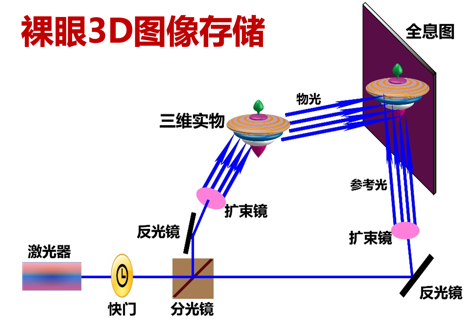 裸眼3D图像存储
全息图
物光
三维实物
参考光
扩束镜
反光镜
扩束镜
激光器
快门
分光镜
反光镜